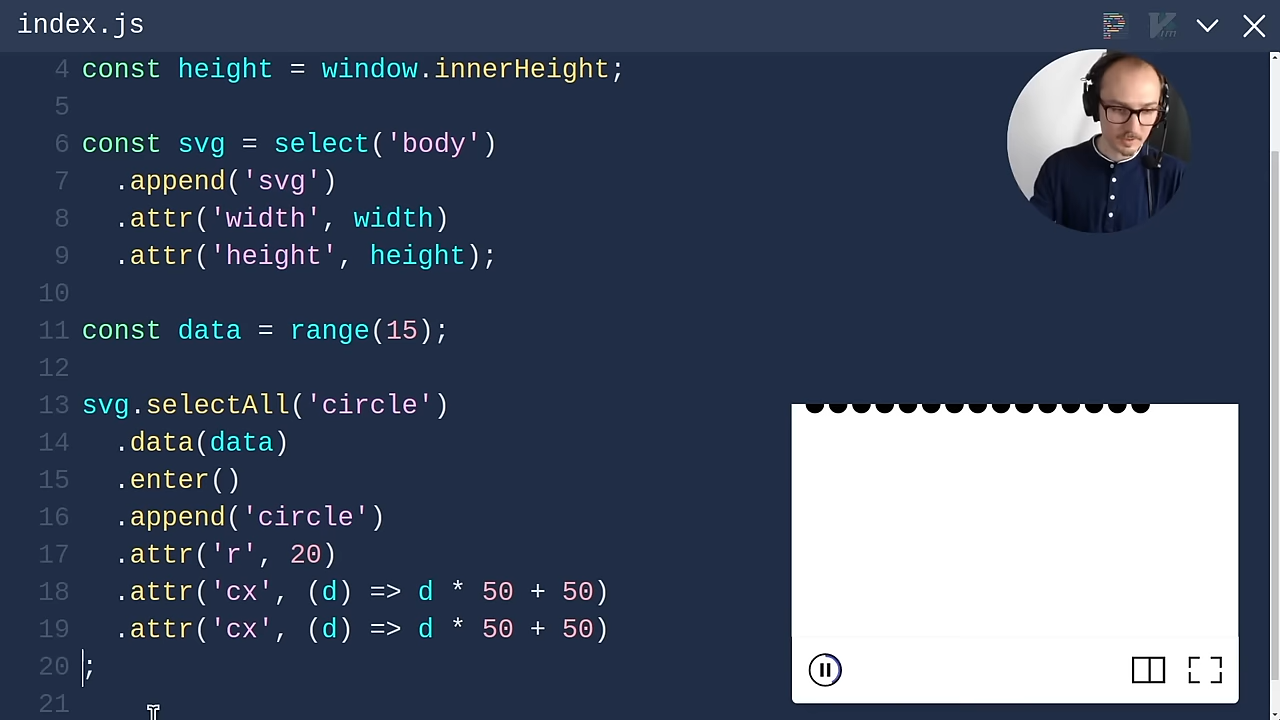 index.js
4 const height = window.innerHeight;
5
6 const svg = select('body')
7 .append('svg')
8 .attr('width', width)
9 .attr('height', height);
10
11 const data = range(15);
12
13 svg.selectAll('circle')
14 .data(data)
15 .enter()
16 .append('circle')
17 .attr('r', 20)
18 .attr('cx', (d) => d * 50 + 50)
19 .attr('cx', (d) => d * 50 + 50)
20 ;
21